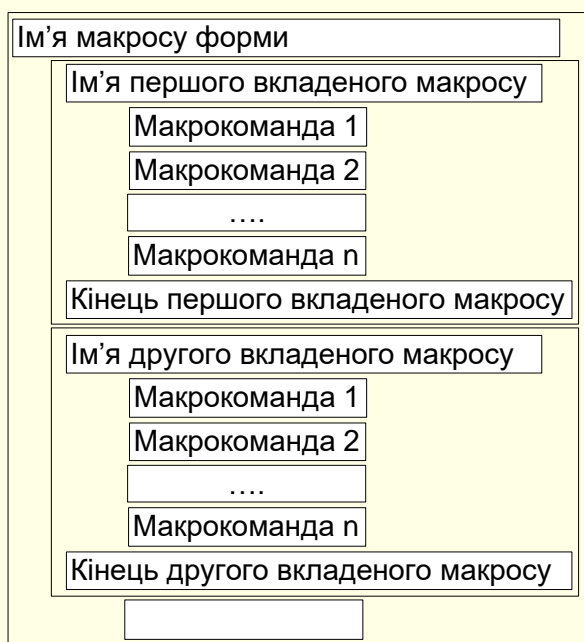 Ім’я макросу форми
Ім’я першого вкладеного макросу
Макрокоманда 1
Макрокоманда 2
….
Макрокоманда n
Кінець першого вкладеного макросу
Ім’я другого вкладеного макросу
Макрокоманда 1
Макрокоманда 2
….
Макрокоманда n
Кінець другого вкладеного макросу